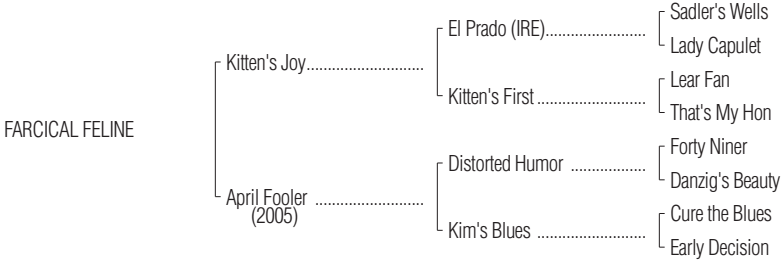 Sadler's Wells
El Prado (IRE)
Lady Capulet
Kitten's Joy
Lear Fan
Kitten's First
That's My Hon
FARCICAL FELINE
Forty Niner
Distorted Humor
Danzig's Beauty
April Fooler
(2005)
Cure the Blues
Kim's Blues
Early Decision